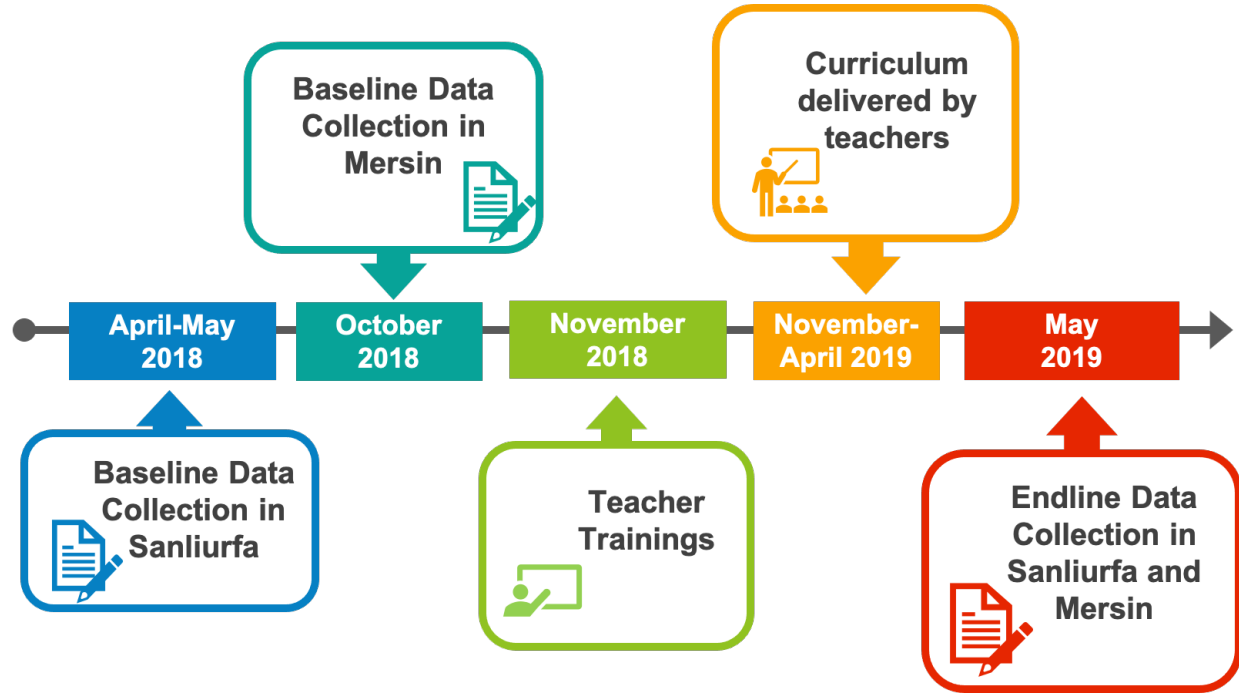 Baseline Data
Collection in
Mersin
Curriculum
delivered by
teachers
April-May
2018
October
2018
November
2018
November-
April 2019
May
2019
Baseline Data
Collection in
Sanliurfa
Teacher
Trainings
Endline Data
Collection in
Sanliurfa and
Mersin